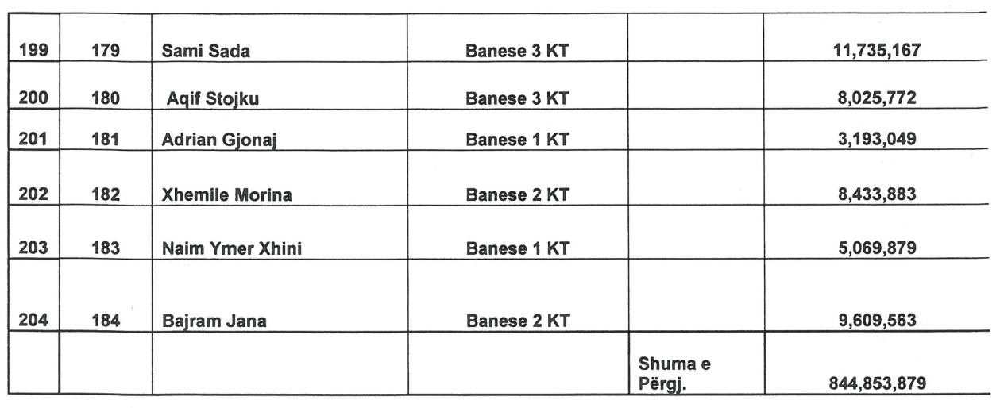 199 179 Sami Sada Banese 3 KT 11,735,167
200 180 Aqif Stojku Banese 3 KT 8,025,772
201 181 Adrian Gjonaj Banese 1 KT 3,193,049
202 182 Xhemile Morina Banese 2 KT 8,433,883
203 183 Naim Ymer Xhini Banese 1 KT 5,069,879
204 184 Bajram Jana Banese 2 KT 9,609,563
Shuma e
Përgj. 844,853,879